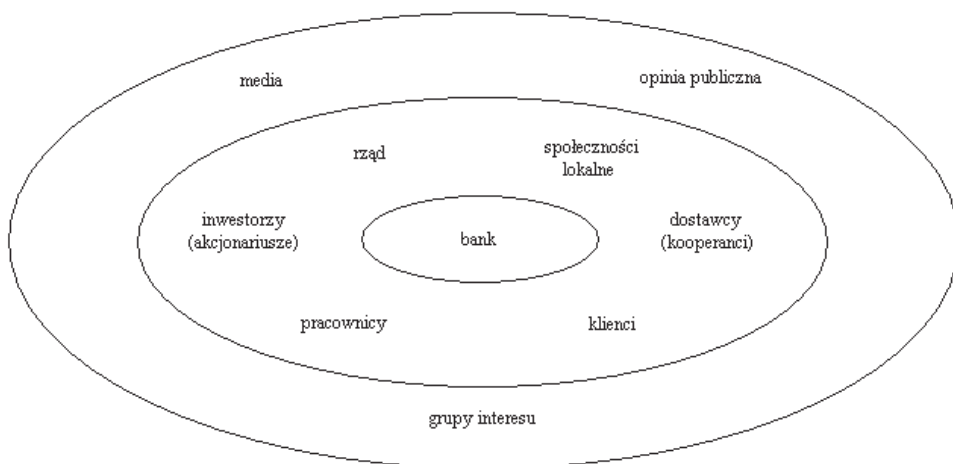 media
opinia publiczna
rząd
społeczności
lokalne
inwestorzy
(akcjonariusze)
bank
dostawcy
(kooperanci)
pracownicy
klienci
grupy interesu